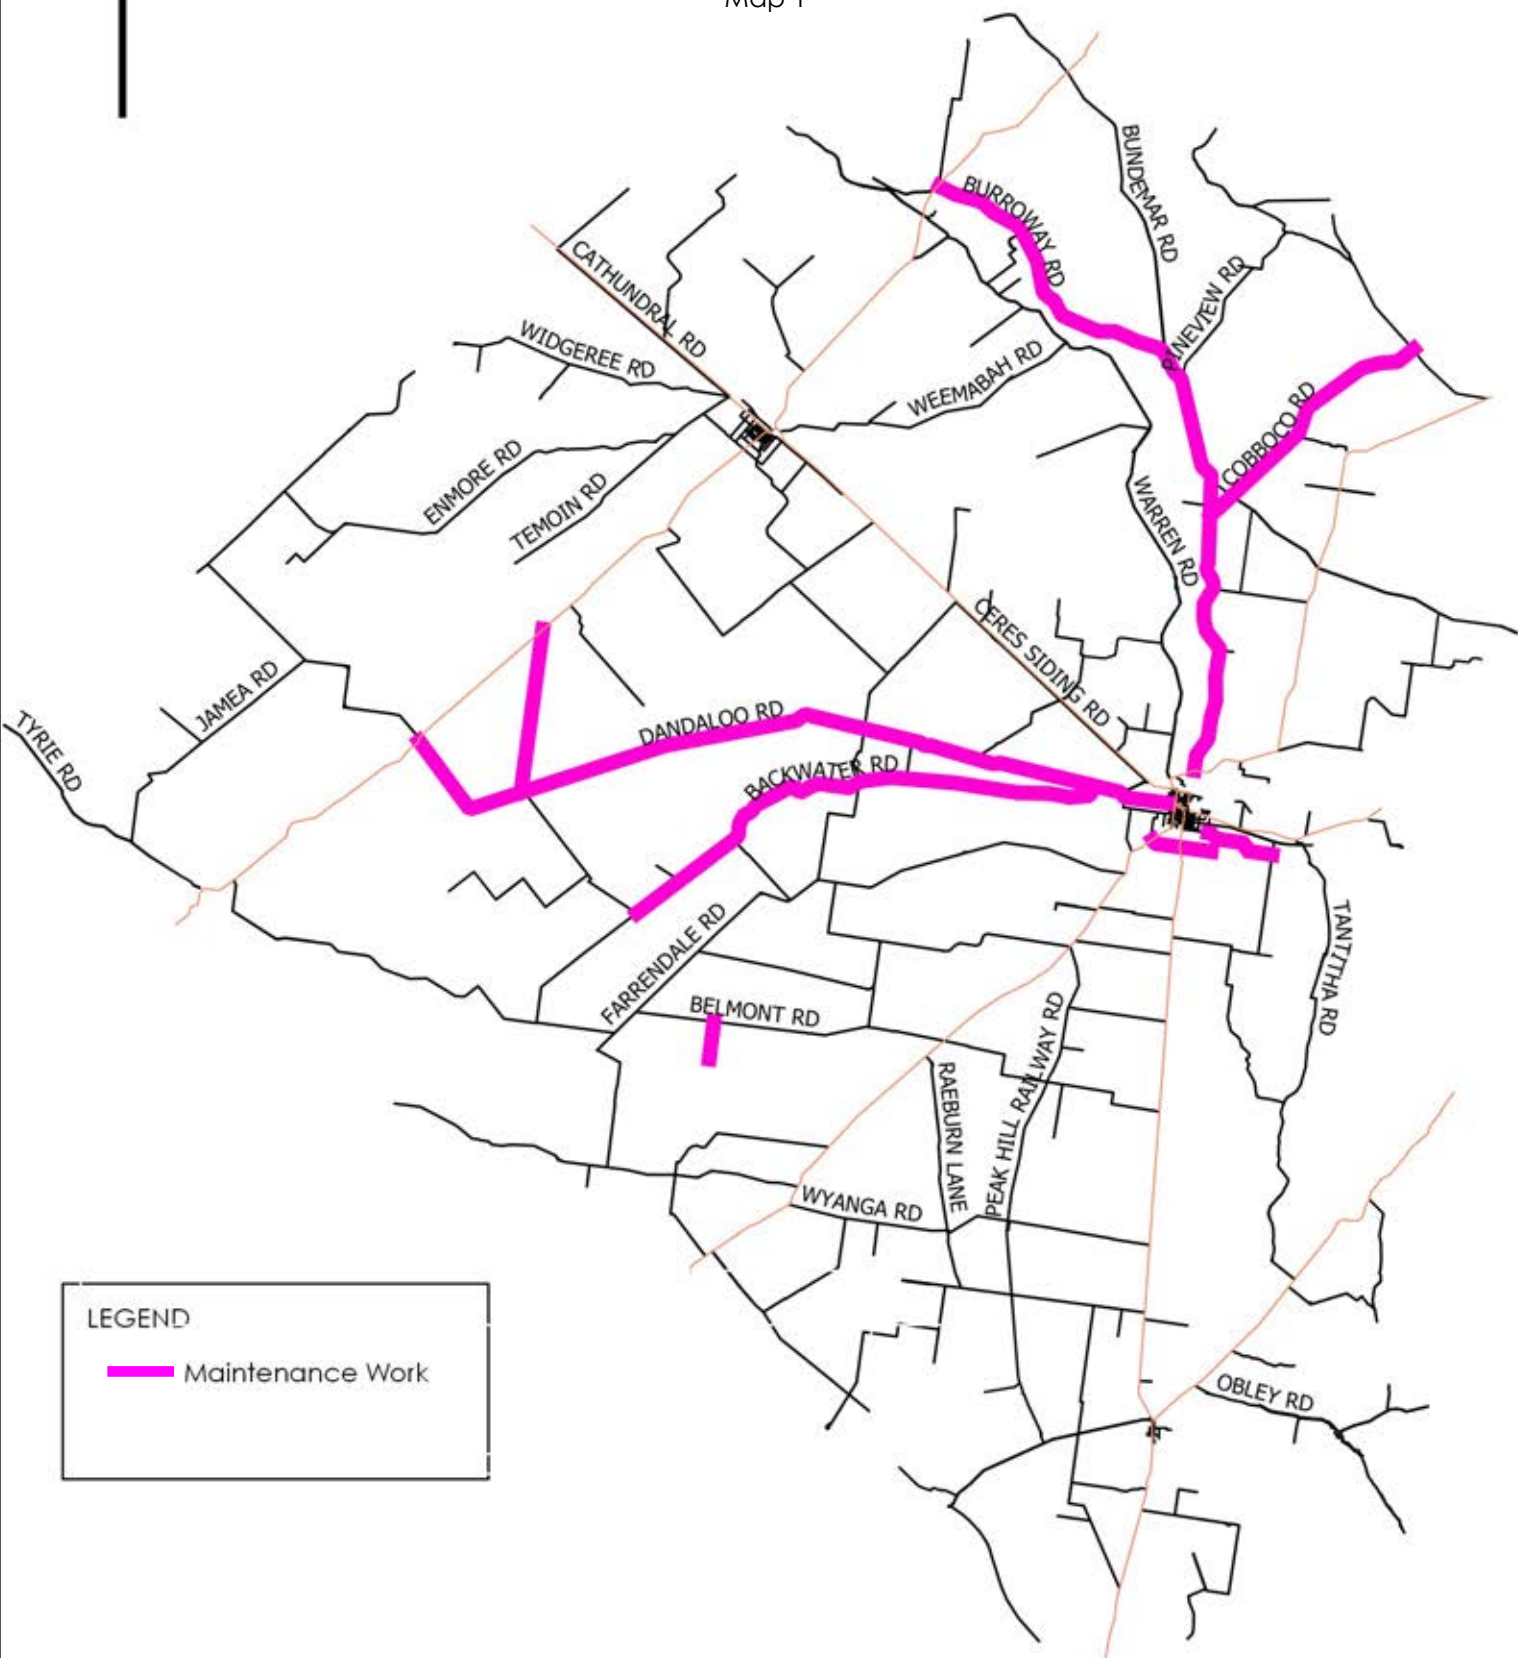 Map 1
BUNDEMAR RD
BURROWAY RD
CATHUNDRAL RD
PINEVIEW RD
WIDGEREE RD
WEEMABAH RD
COBBOCO RD
ENMORE RD
TEMOIN RD
WARREN RD
CERES SIDING RD
JAMEA RD
TYRIE RD
DANDALOO RD
BACKWATER RD
FARRENDALE RD
TANTITHA RD
BELMONT RD
PEAK HILL RAILWAY RD
RAEBURN LANE
WYANGA RD
LEGEND
Maintenance Work
OBLEY RD